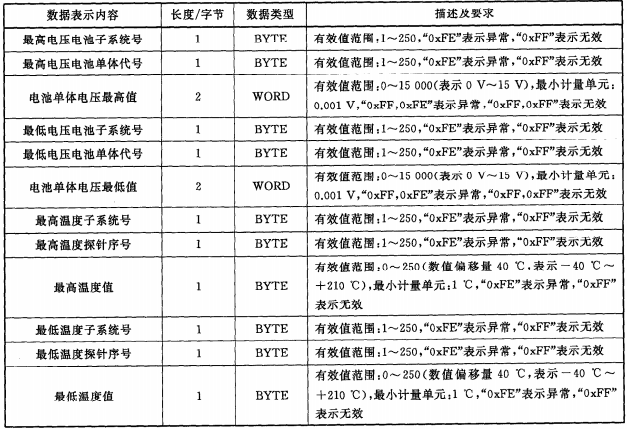 数据表示内容 长度/字节 数据类型 描述及要求
最高电压电池子系统号 1 BYTE 有效值范围:1～250,“0xFE”表示异常,“0xFF”表示无效
最高电压电池单体代号 1 BYTE 有效值范围:1～250,“0xFE”表示异常,“0xFF”表示无效
电池单体电压最高值 2 WORD 有效值范围:0～15 000(表示 0 V～15 V),最小计量单元:
0.001 V,“0xFF,0xFE”表示异常,“0xFF,0xFF”表示无效
最低电压电池子系统号 1 BYTE 有效值范围:1～250,“0xFE”表示异常,“0xFF”表示无效
最低电压电池单体代号 1 BYTE 有效值范围:1～250,“0xFE”表示异常,“0xFF”表示无效
电池单体电压最低值 2 WORD 有效值范围:0～15 000(表示 0 V～15 V),最小计量单元:
0.001 V,“0xFF,0xFE”表示异常,“0xFF,0xFF”表示无效
最高温度子系统号 1 BYTE 有效值范围:1～250,“0xFE”表示异常,“0xFF”表示无效
最高温度探针序号 1 BYTE 有效值范围:1～250,“0xFE”表示异常,“0xFF”表示无效
最高温度值 1 BYTE 有效值范围:0～250(数值偏移量 40 ℃,表示－40 ℃～
＋210 ℃),最小计量单元:1 ℃,“0xFE”表示异常,“0xFF”
表示无效
最低温度子系统号 1 BYTE 有效值范围:1～250,“0xFE”表示异常,“0xFF”表示无效
最低温度探针序号 1 BYTE 有效值范围:1～250,“0xFE”表示异常,“0xFF”表示无效
最低温度值 1 BYTE 有效值范围:0～250(数值偏移量 40 ℃,表示－40 ℃～
＋210 ℃),最小计量单元:1 ℃,“0xFE”表示异常,“0xFF”
表示无效